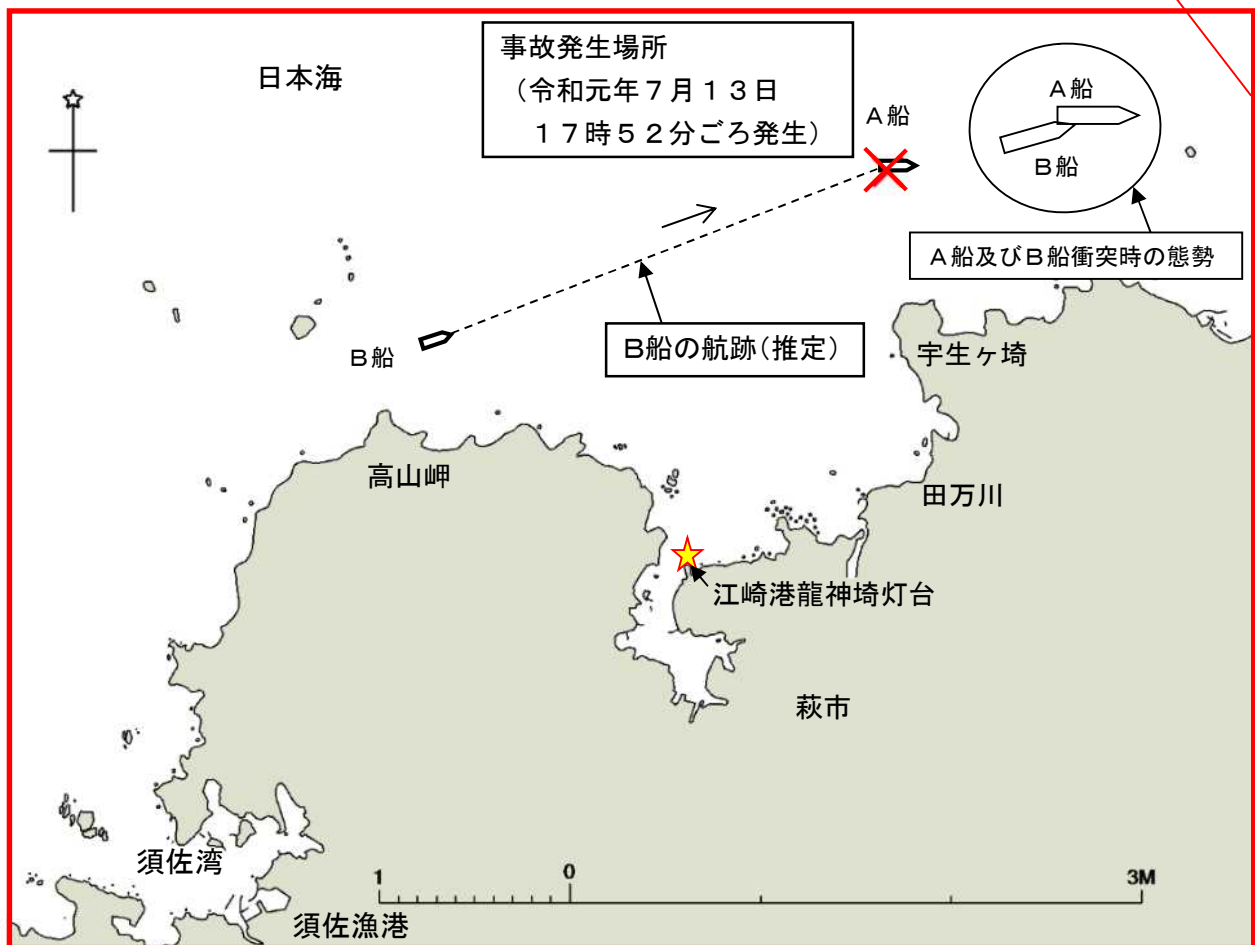 日本海
事故発生場所
（令和元年７月１３日
１７時５２分ごろ発生）
A船
A船
B船
A船及びB船衝突時の態勢
B船
B船の航跡（推定）
宇生ヶ埼
高山岬
田万川
江崎港龍神埼灯台
萩市
須佐湾
1
0
3M
須佐漁港